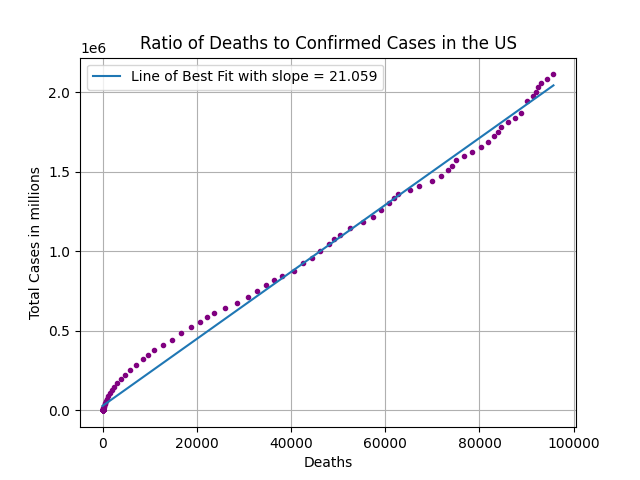 Ratio of Deaths to Confirmed Cases in the US
1e6
Line of Best Fit with slope = 21.059
2.0
1.5
1.0
0.5
0.0
Total Cases in millions
0 20000 40000 60000 80000 100000
Deaths